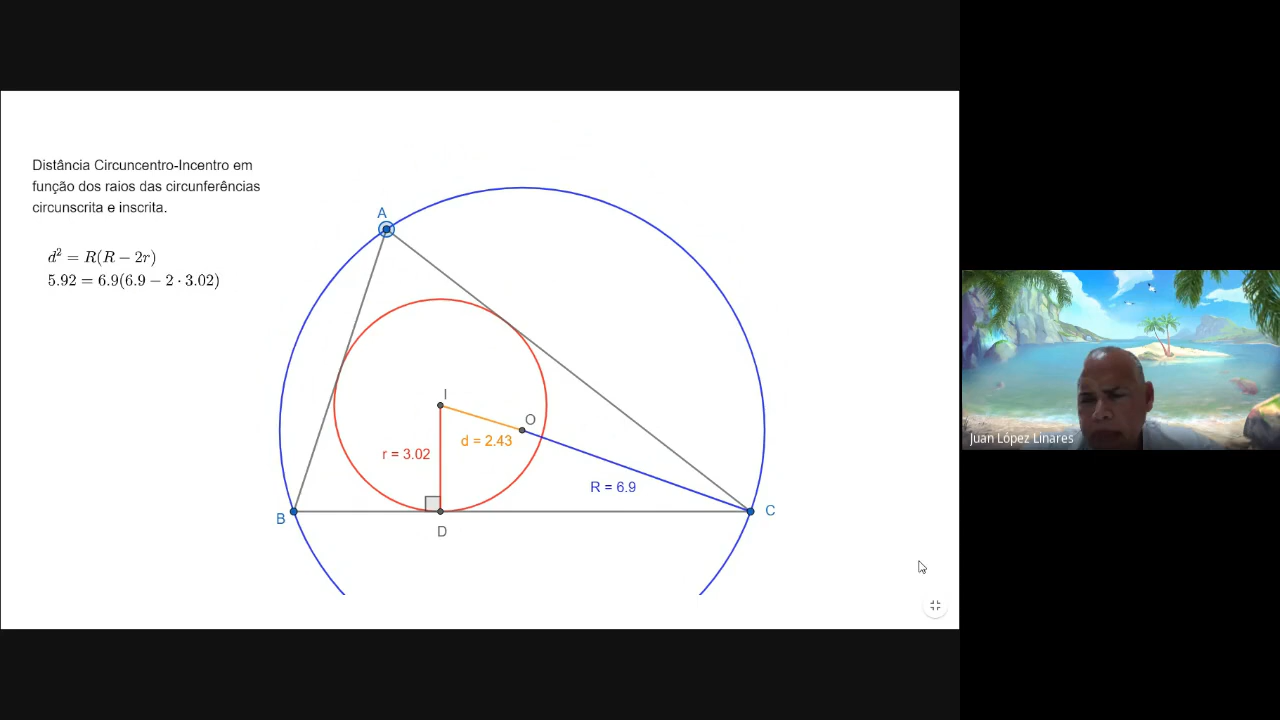 Distância Circuncentro-Incentro em
função dos raios das circunferências
circunscrita e inscrita.
d² = R(R − 2r)
5.92 = 6.9(6.9 − 2 · 3.02)
A
I
O
d = 2.43
r = 3.02
R = 6.9
B
C
D
Juan López Linares